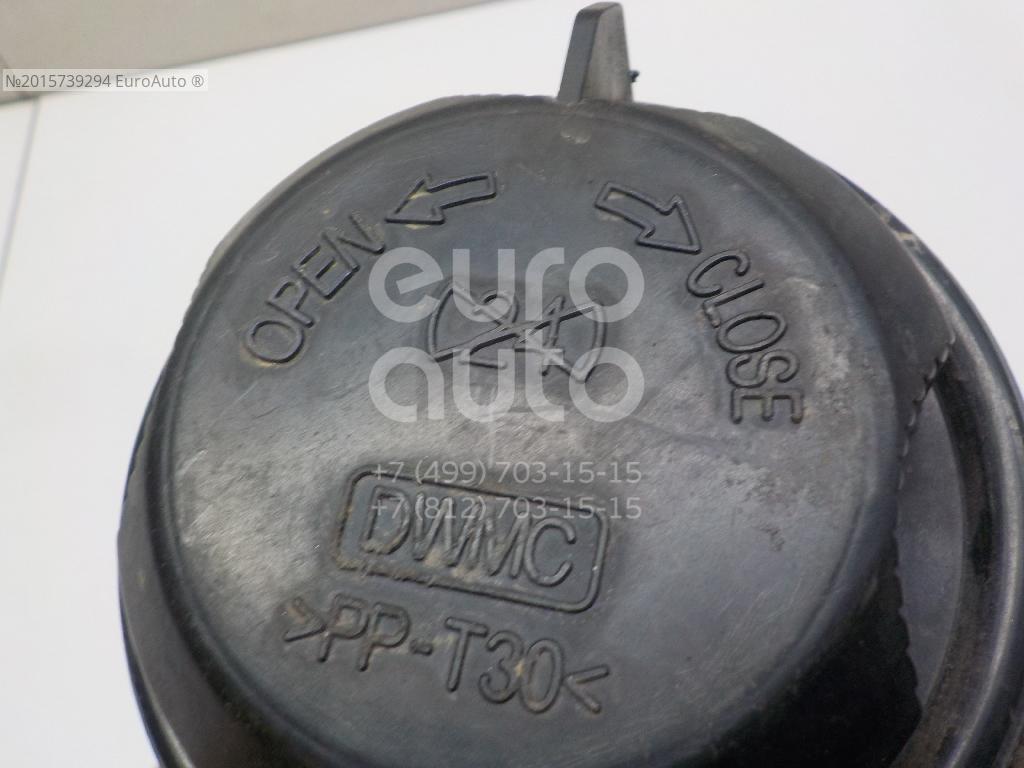 №2015739294 EuroAuto ®
OPEN
CLOSE
euro
auto
+7 (499) 703-15-15
+7 (812) 703-15-15
DWMC
>PP-T30<